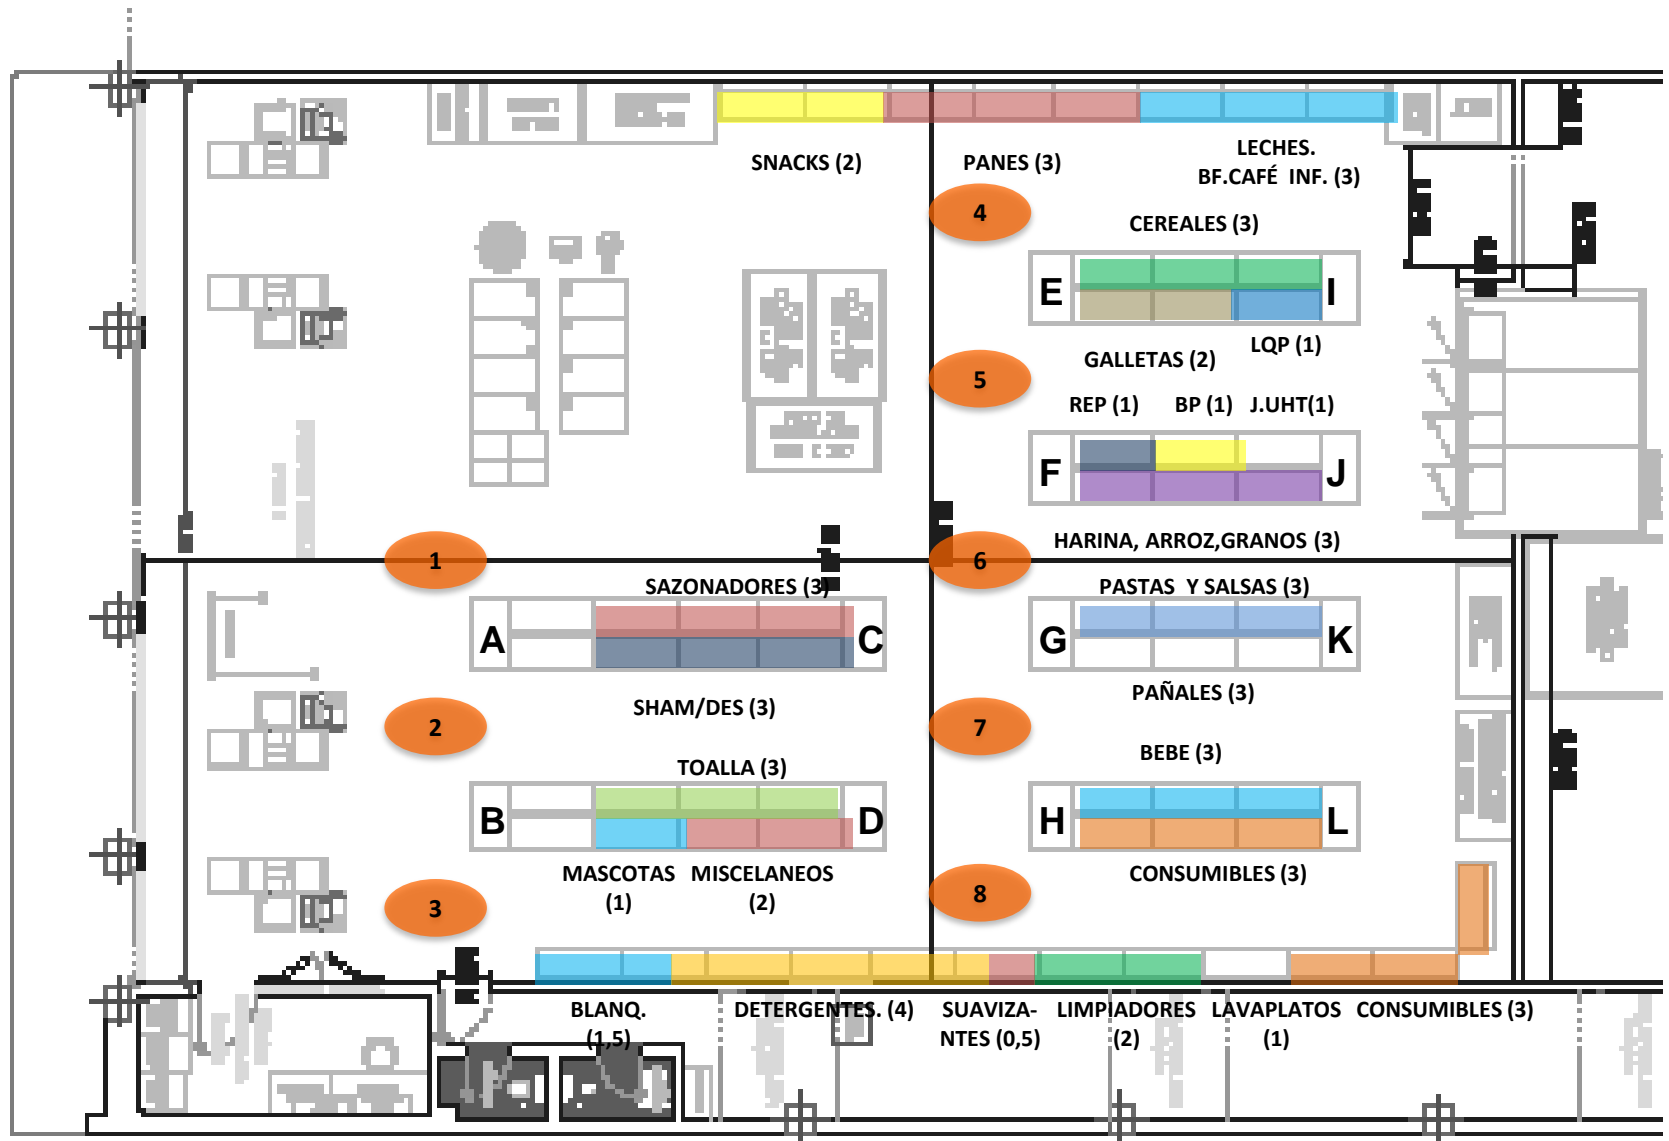 SNACKS (2)
PANES (3)
LECHES.
BF.CAFÉ INF. (3)
4
CEREALES (3)
E
I
GALLETAS (2)
LQP (1)
5
REP (1)
BP (1)
J.UHT(1)
F
J
HARINA, ARROZ,GRANOS (3)
1
6
SAZONADORES (3)
PASTAS Y SALSAS (3)
A
C
G
K
SHAM/DES (3)
PAÑALES (3)
2
7
TOALLA (3)
BEBE (3)
B
D
H
L
MASCOTAS
(1)
MISCELANEOS
(2)
CONSUMIBLES (3)
3
8
BLANQ.
(1,5)
DETERGENTES. (4)
SUAVIZA-
NTES (0,5)
LIMPIADORES
(2)
LAVAPLATOS
(1)
CONSUMIBLES (3)